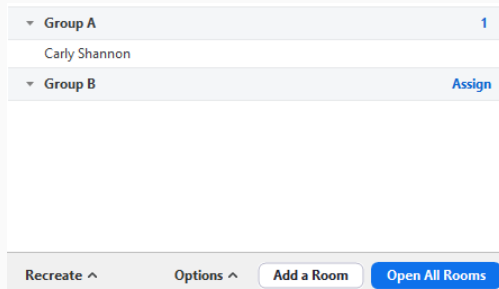 Group A 1
Carly Shannon
Group B Assign
Recreate Options Add a Room Open All Rooms